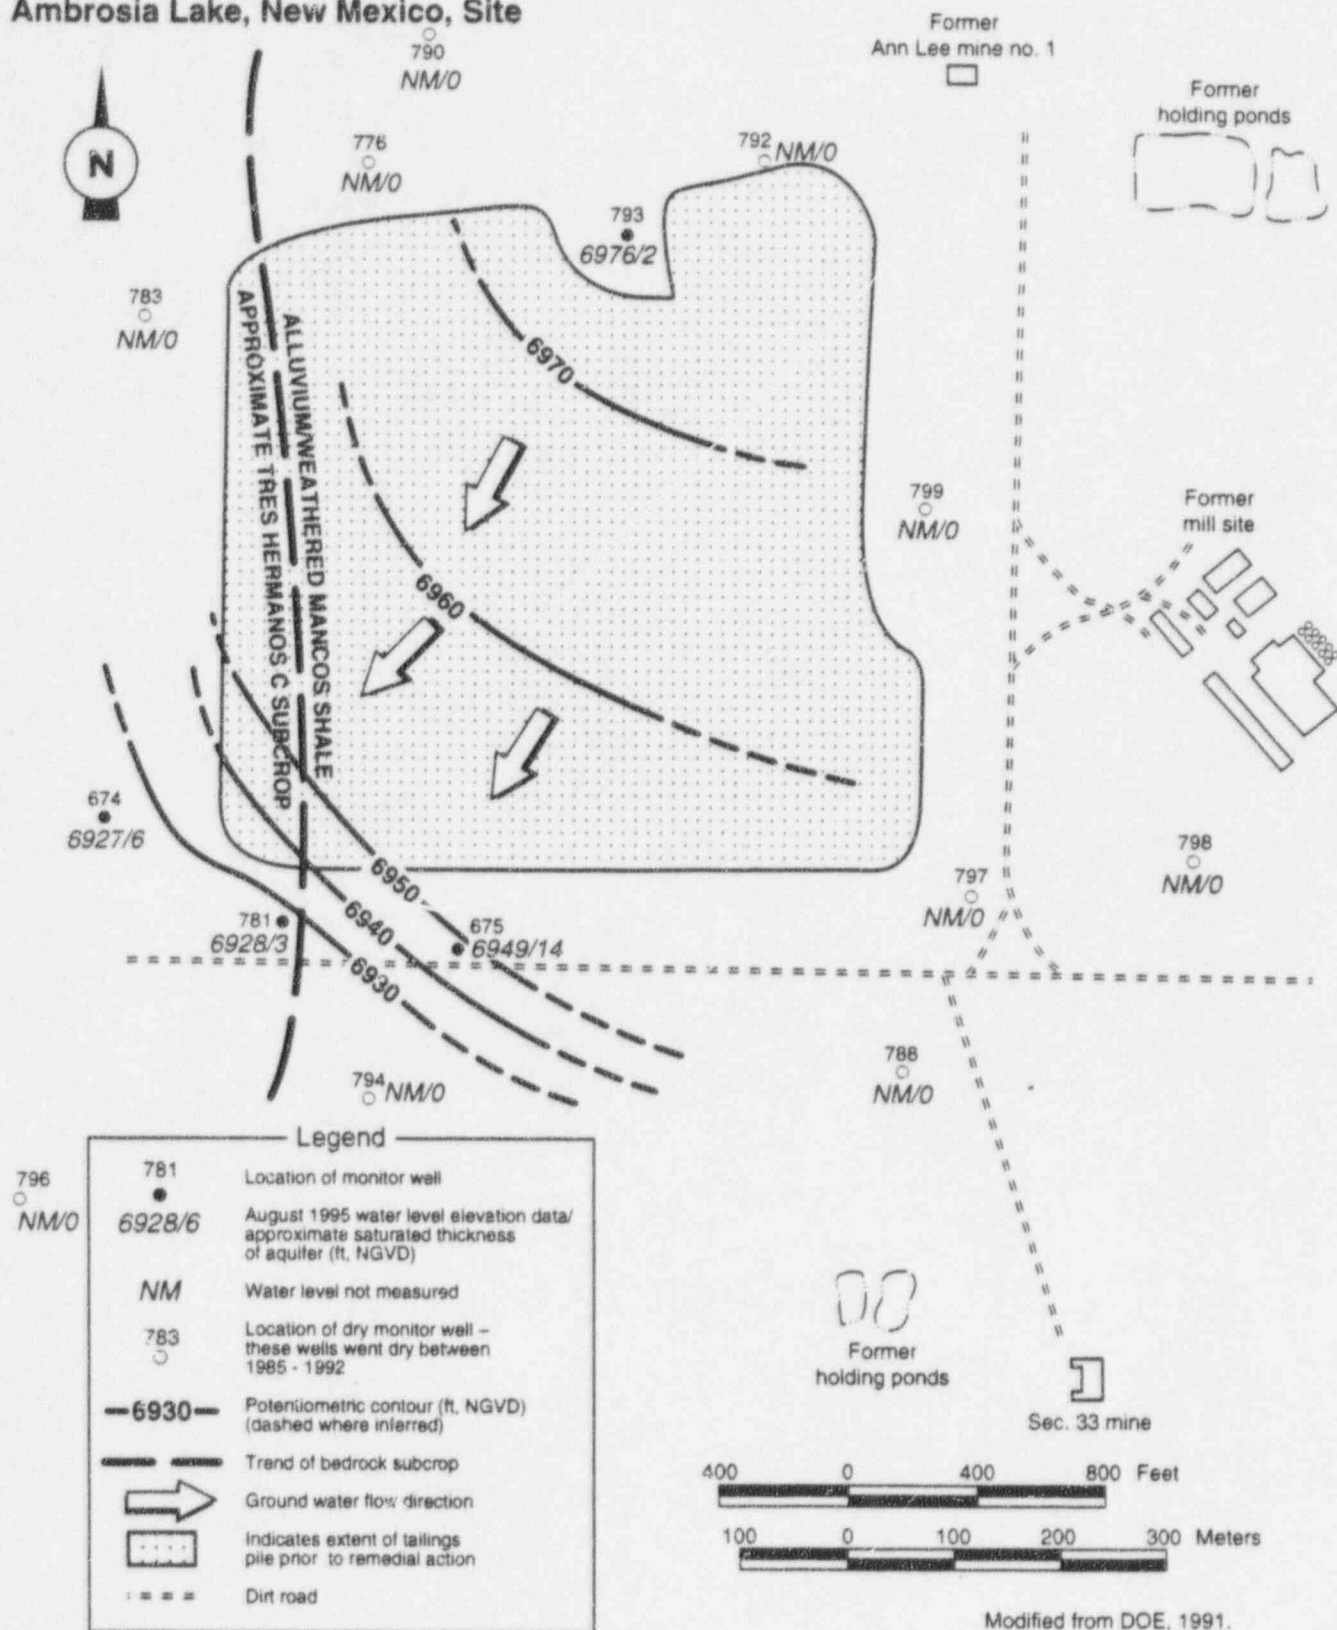 Ambrosia Lake, New Mexico, Site
790
NM/0
Former
Ann Lee mine no. 1
Former
holding ponds
N
776
NM/0
792 NM/0
793
6976/2
783
NM/0
ALLUVIUM/WEATHERED MANCOS SHALE
APPROXIMATE TRES HERMANOS C SUBCROP
6970
799
NM/0
Former
mill site
6960
674
6927/6
798
NM/0
797
NM/0
6950
781
6928/3
6940
675
6949/14
6930
788
NM/0
794 NM/0
796
NM/0
Legend
781
6928/6
Location of monitor well
August 1995 water level elevation data/
approximate saturated thickness
of aquifer (ft, NGVD)
NM
Water level not measured
783
Location of dry monitor well –
these wells went dry between
1985 - 1992
6930
Potentiometric contour (ft, NGVD)
(dashed where inferred)
Trend of bedrock subcrop
Ground water flow direction
Indicates extent of tailings
pile prior to remedial action
Dirt road
Former
holding ponds
Sec. 33 mine
400 0 400 800 Feet
100 0 100 200 300 Meters
Modified from DOE, 1991.